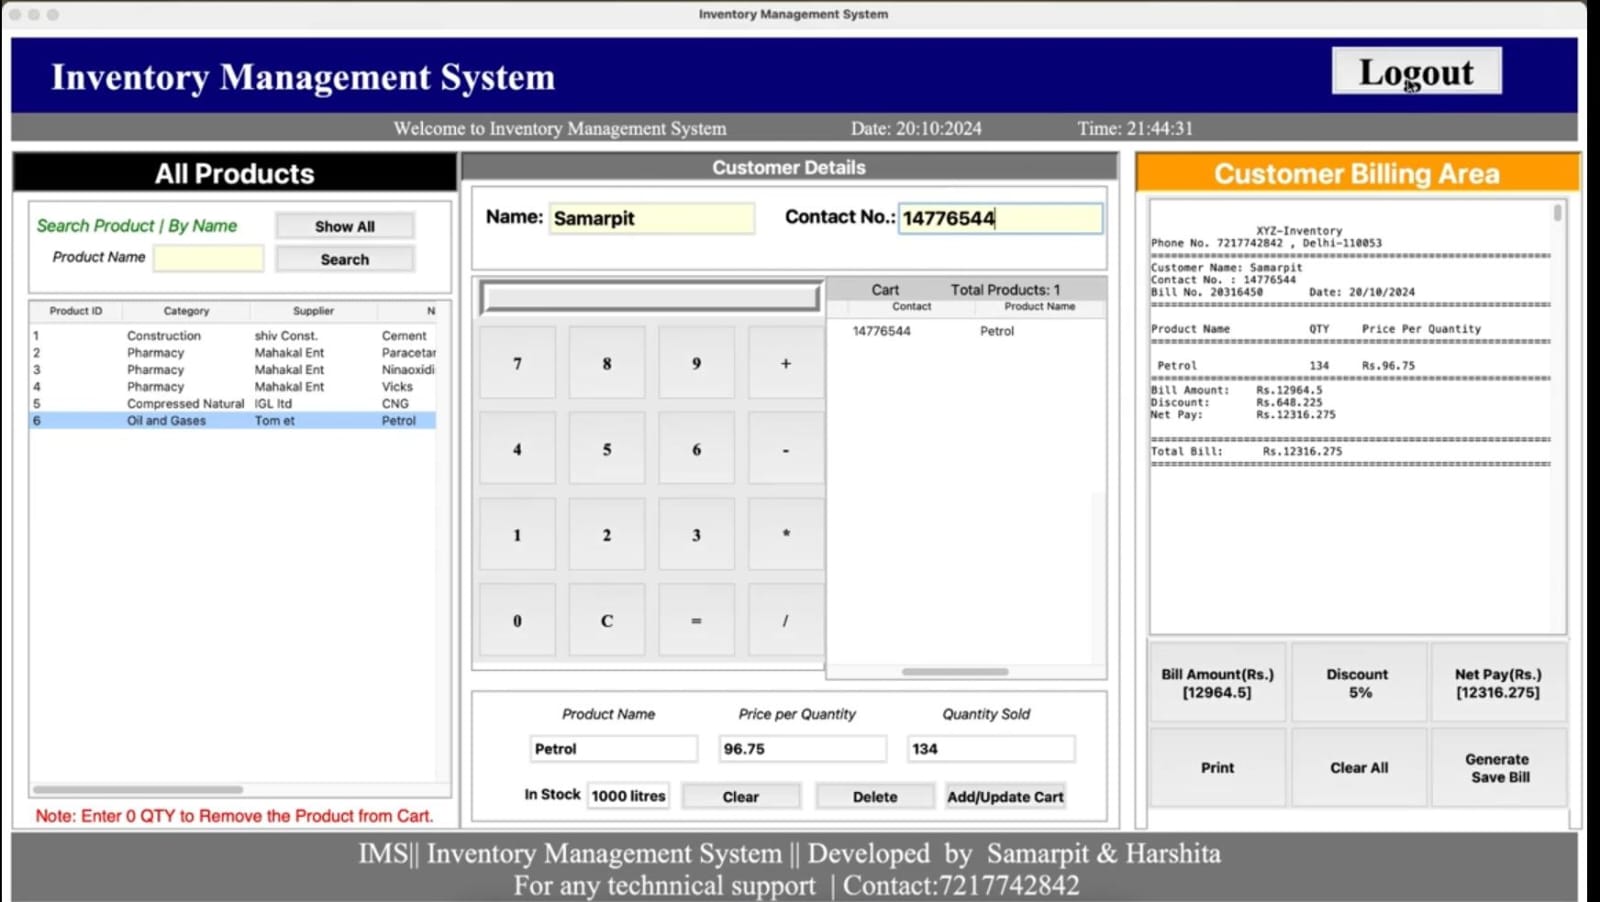 Inventory Management System
Inventory Management System
Logout
Welcome to Inventory Management System Date: 20:10:2024 Time: 21:44:31
All Products
Search Product | By Name
Show All
Product Name
Search
Product ID Category Supplier N
1 Construction shiv Const. Cement
2 Pharmacy Mahakal Ent Paracetar
3 Pharmacy Mahakal Ent Ninaoxidi
4 Pharmacy Mahakal Ent Vicks
5 Compressed Natural IGL ltd CNG
6 Oil and Gases Tom et Petrol
Note: Enter 0 QTY to Remove the Product from Cart.
Customer Details
Name: Samarpit Contact No.: 14776544
7 8 9 +
4 5 6 -
1 2 3 *
0 C = /
Cart Total Products: 1
Contact Product Name
14776544 Petrol
Product Name Price per Quantity Quantity Sold
Petrol 96.75 134
In Stock 1000 litres Clear Delete Add/Update Cart
Customer Billing Area
XYZ-Inventory
Phone No. 7217742842 , Delhi-110053
Customer Name: Samarpit
Contact No. : 14776544
Bill No. 20316450 Date: 20/10/2024
Product Name QTY Price Per Quantity
Petrol 134 Rs.96.75
Bill Amount: Rs.12964.5
Discount: Rs.648.225
Net Pay: Rs.12316.275
Total Bill: Rs.12316.275
Bill Amount(Rs.)
[12964.5]
Discount
5%
Net Pay(Rs.)
[12316.275]
Print
Clear All
Generate
Save Bill
IMS|| Inventory Management System || Developed by Samarpit & Harshita
For any technnical support | Contact:7217742842